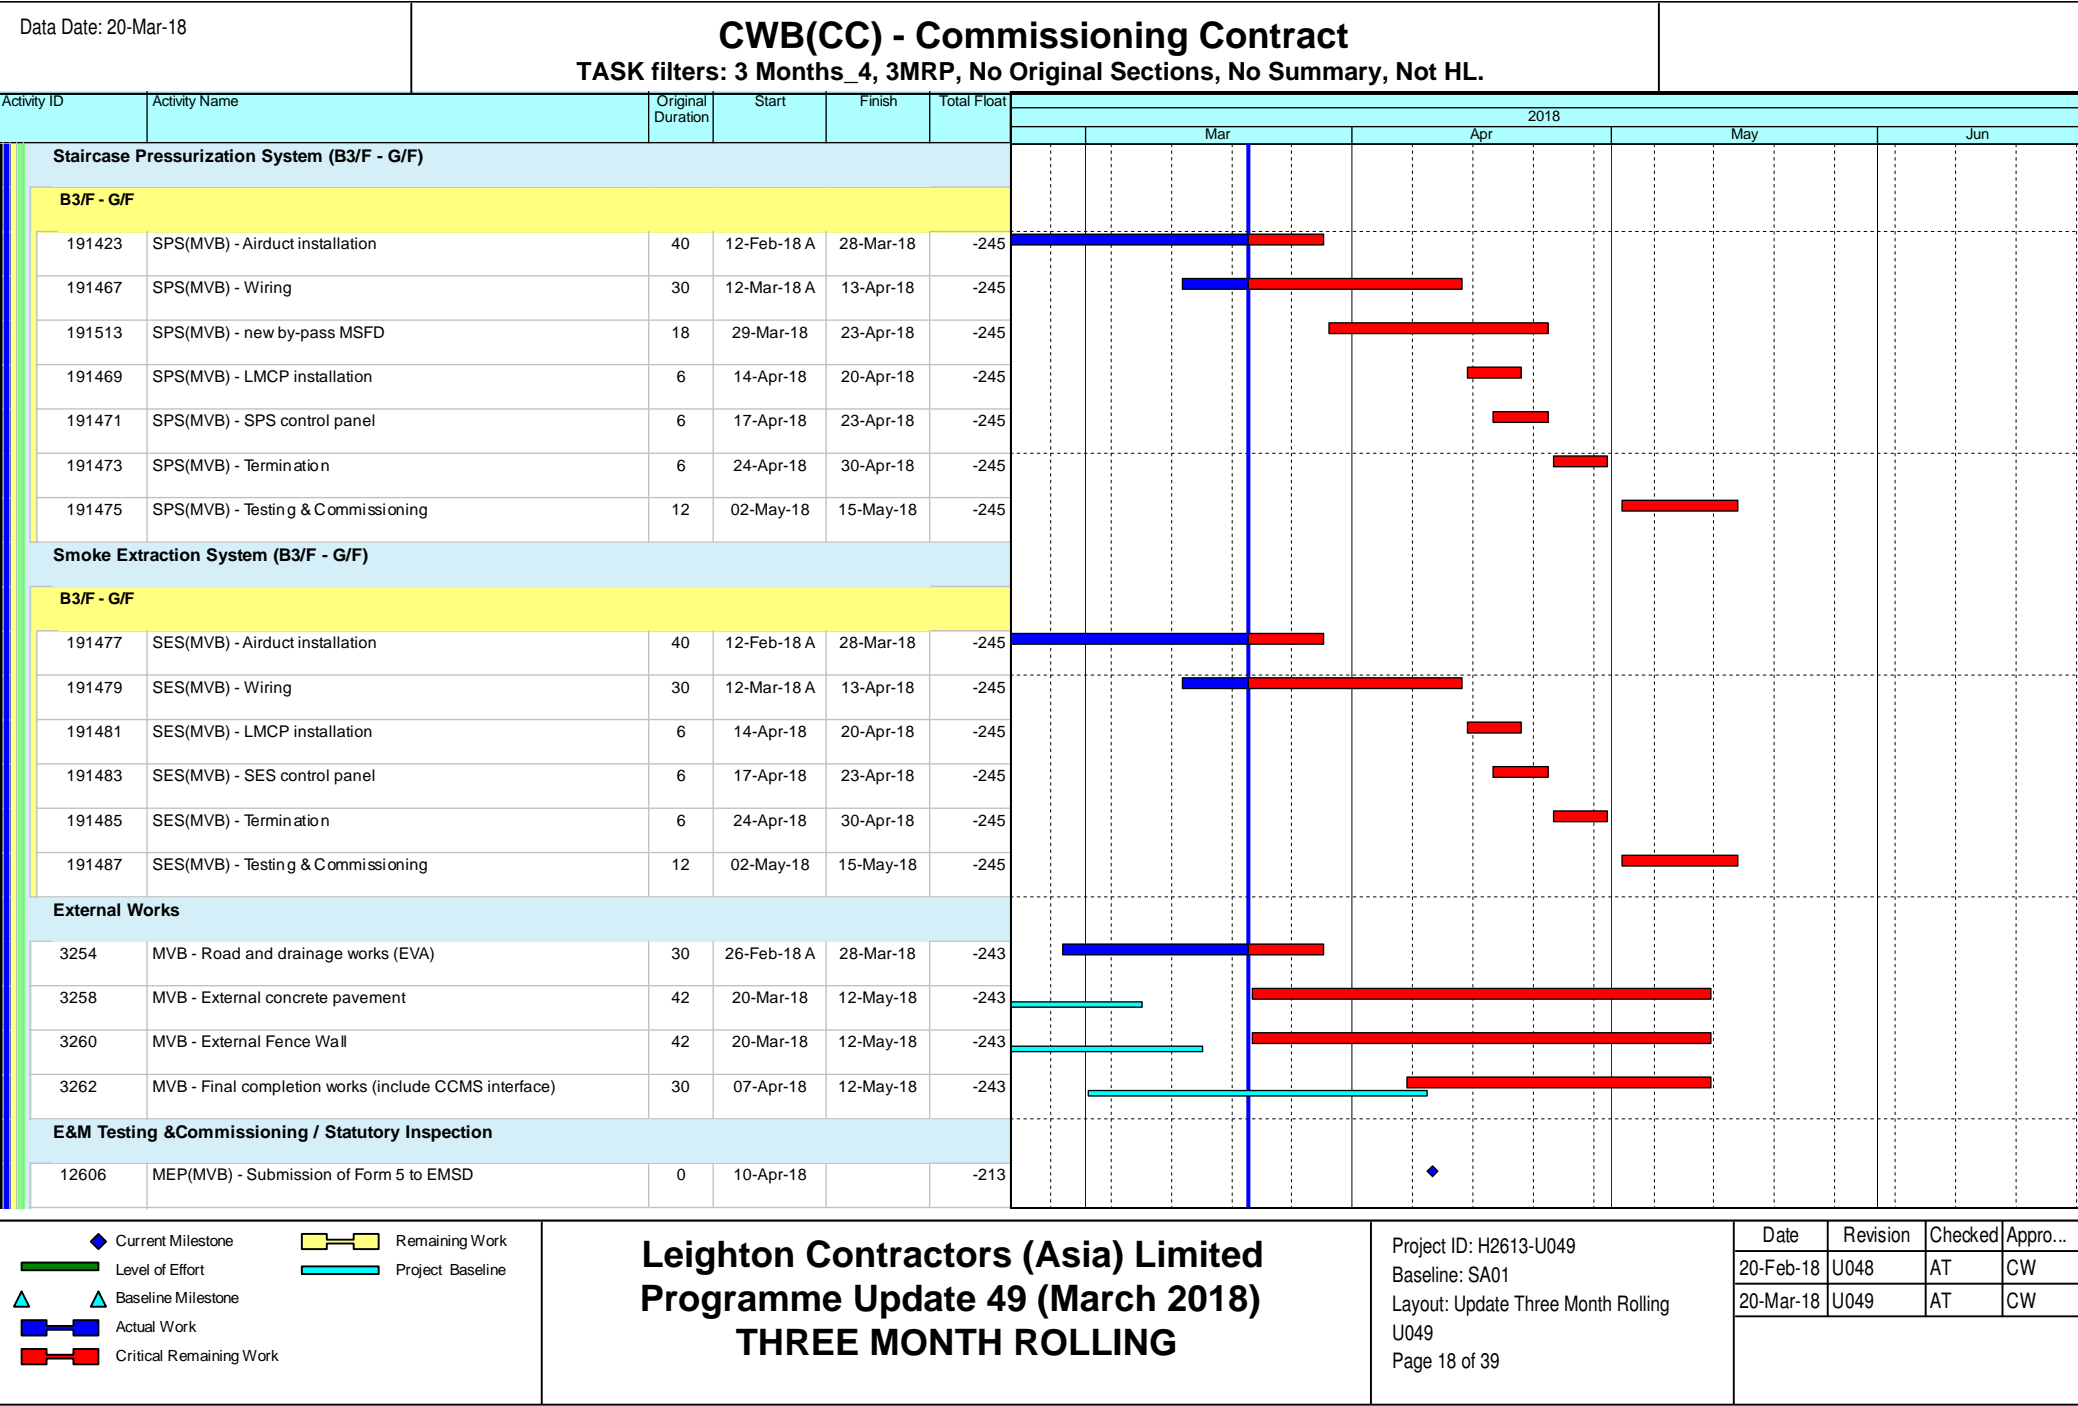 Data Date: 20-Mar-18
CWB(CC) - Commissioning Contract
TASK filters: 3 Months_4, 3MRP, No Original Sections, No Summary, Not HL.
Activity ID Activity Name Original Duration Start Finish Total Float
2018
Mar Apr May Jun
Staircase Pressurization System (B3/F - G/F)
B3/F - G/F
191423 SPS(MVB) - Airduct installation 40 12-Feb-18 A 28-Mar-18 -245
191467 SPS(MVB) - Wiring 30 12-Mar-18 A 13-Apr-18 -245
191513 SPS(MVB) - new by-pass MSFD 18 29-Mar-18 23-Apr-18 -245
191469 SPS(MVB) - LMCP installation 6 14-Apr-18 20-Apr-18 -245
191471 SPS(MVB) - SPS control panel 6 17-Apr-18 23-Apr-18 -245
191473 SPS(MVB) - Termination 6 24-Apr-18 30-Apr-18 -245
191475 SPS(MVB) - Testing & Commissioning 12 02-May-18 15-May-18 -245
Smoke Extraction System (B3/F - G/F)
B3/F - G/F
191477 SES(MVB) - Airduct installation 40 12-Feb-18 A 28-Mar-18 -245
191479 SES(MVB) - Wiring 30 12-Mar-18 A 13-Apr-18 -245
191481 SES(MVB) - LMCP installation 6 14-Apr-18 20-Apr-18 -245
191483 SES(MVB) - SES control panel 6 17-Apr-18 23-Apr-18 -245
191485 SES(MVB) - Termination 6 24-Apr-18 30-Apr-18 -245
191487 SES(MVB) - Testing & Commissioning 12 02-May-18 15-May-18 -245
External Works
3254 MVB - Road and drainage works (EVA) 30 26-Feb-18 A 28-Mar-18 -243
3258 MVB - External concrete pavement 42 20-Mar-18 12-May-18 -243
3260 MVB - External Fence Wall 42 20-Mar-18 12-May-18 -243
3262 MVB - Final completion works (include CCMS interface) 30 07-Apr-18 12-May-18 -243
E&M Testing &Commissioning / Statutory Inspection
12606 MEP(MVB) - Submission of Form 5 to EMSD 0 10-Apr-18 -213
Current Milestone
Level of Effort
Baseline Milestone
Actual Work
Critical Remaining Work
Remaining Work
Project Baseline
Leighton Contractors (Asia) Limited
Programme Update 49 (March 2018)
THREE MONTH ROLLING
Project ID: H2613-U049
Baseline: SA01
Layout: Update Three Month Rolling
U049
Page 18 of 39
Date Revision Checked Appro...
20-Feb-18 U048 AT CW
20-Mar-18 U049 AT CW